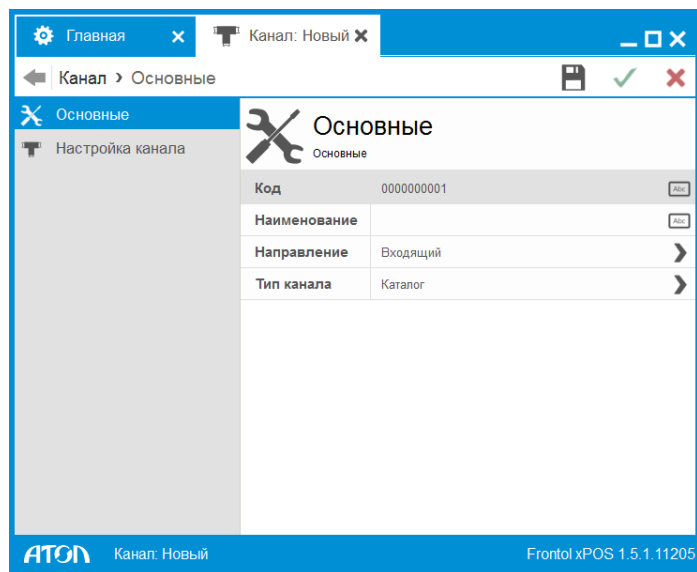 Главная
Канал: Новый
Канал › Основные
Основные
Настройка канала
Основные
Основные
Код 0000000001 Abc
Наименование Abc
Направление Входящий
Тип канала Каталог
АТОЛ Канал: Новый Frontol xPOS 1.5.1.11205